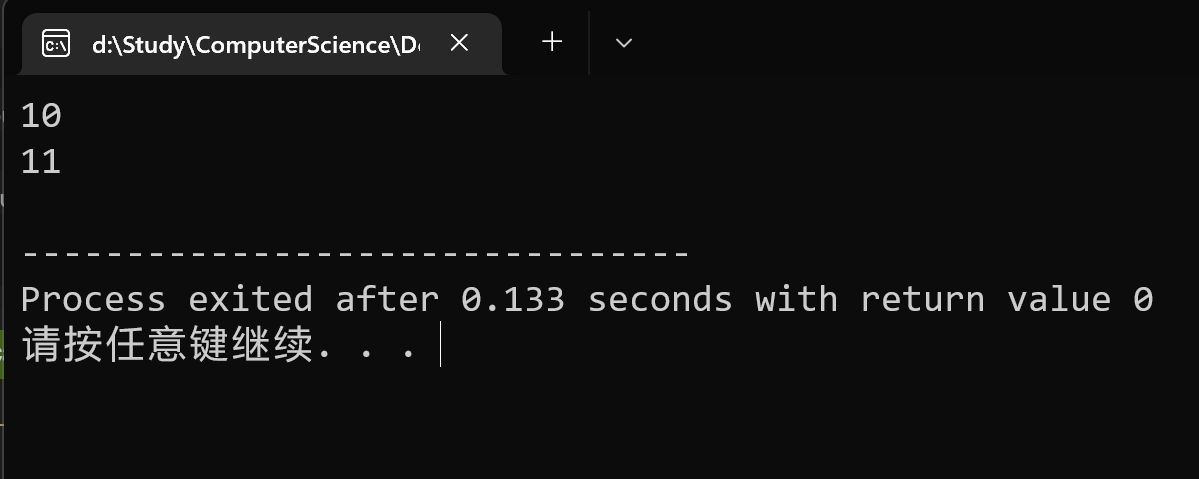 d:\Study\ComputerScience\D
10
11
--------------------------------
Process exited after 0.133 seconds with return value 0
请按任意键继续. . .